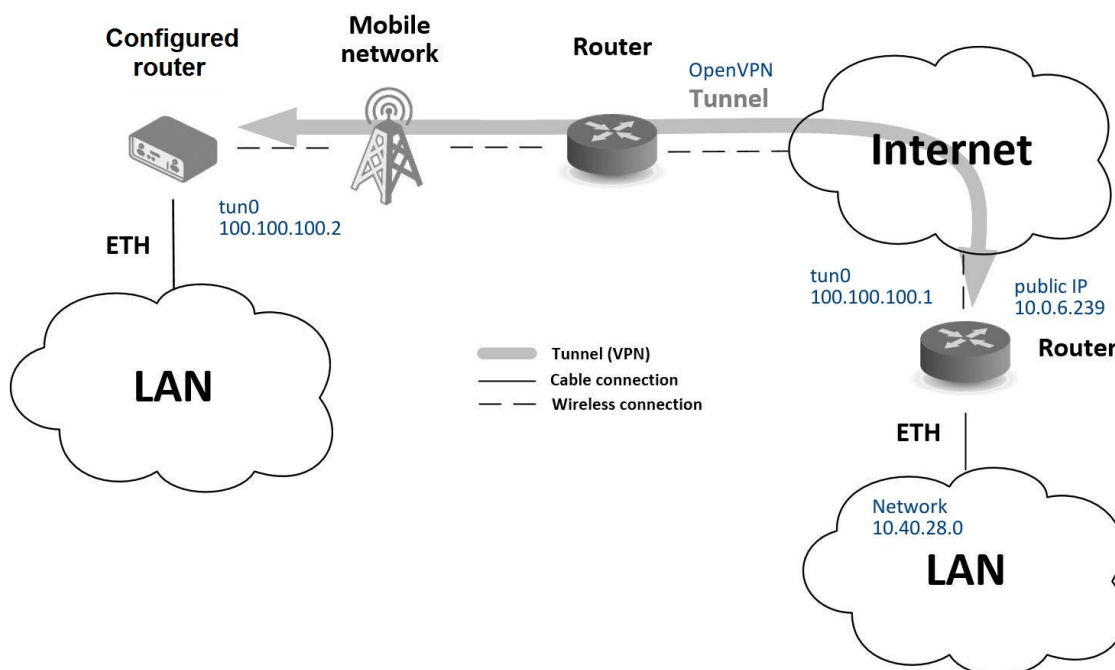 Configured
router
Mobile
network
Router
OpenVPN
Tunnel
Internet
tun0
100.100.100.2
ETH
LAN
tun0
100.100.100.1
public IP
10.0.6.239
Router
Tunnel (VPN)
Cable connection
Wireless connection
ETH
Network
10.40.28.0
LAN